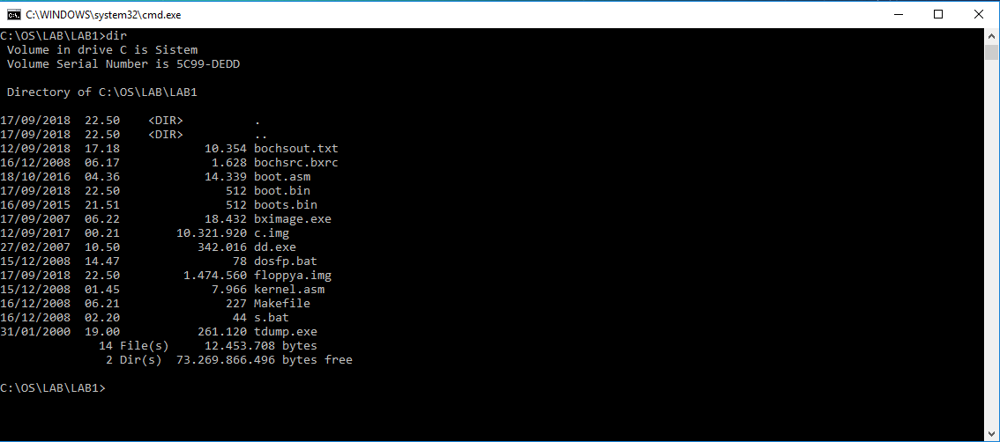 C:\WINDOWS\system32\cmd.exe
C:\OS\LAB\LAB1>dir
 Volume in drive C is Sistem
 Volume Serial Number is 5C99-DEDD
 Directory of C:\OS\LAB\LAB1
17/09/2018  22.50    <DIR>          .
17/09/2018  22.50    <DIR>          ..
12/09/2018  17.18            10.354 bochsout.txt
16/12/2008  06.17             1.628 bochsrc.bxrc
18/10/2016  04.36            14.339 boot.asm
17/09/2018  22.50               512 boot.bin
16/09/2015  21.51               512 boots.bin
17/09/2007  06.22            18.432 bximage.exe
12/09/2017  00.21        10.321.920 c.img
27/02/2007  10.50           342.016 dd.exe
15/12/2008  14.47                78 dosfp.bat
17/09/2018  22.50         1.474.560 floppya.img
15/12/2008  01.45             7.966 kernel.asm
16/12/2008  06.21               227 Makefile
16/12/2008  02.20                44 s.bat
31/01/2000  19.00           261.120 tdump.exe
              14 File(s)     12.453.708 bytes
               2 Dir(s)  73.269.866.496 bytes free
C:\OS\LAB\LAB1>